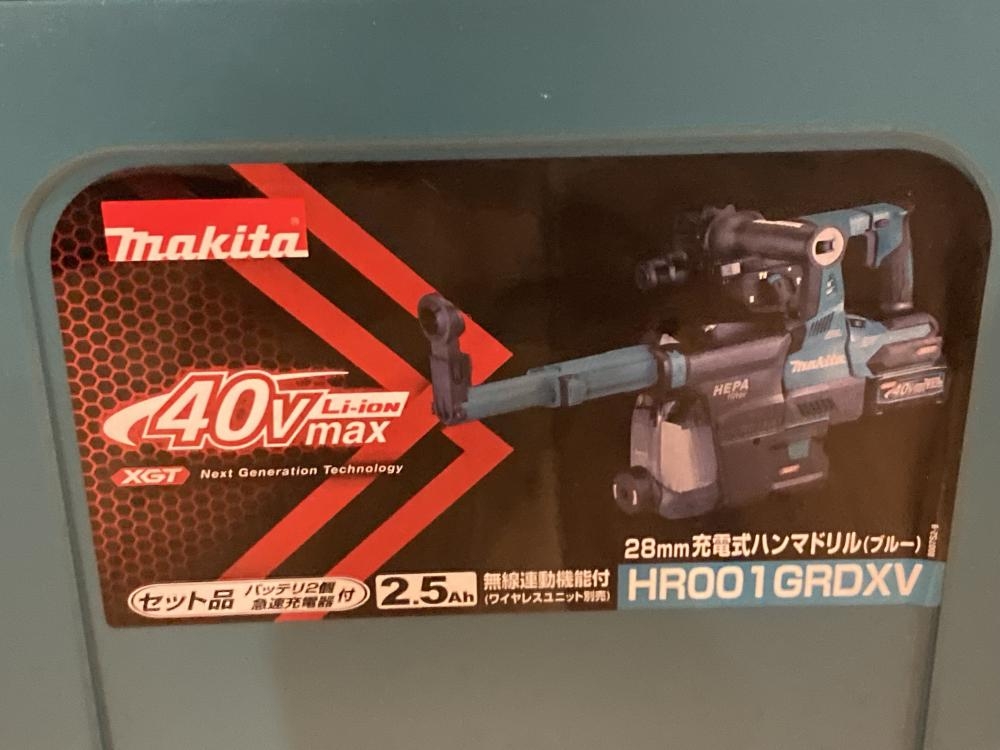 makita
40Vmax Li-ion
XGT Next Generation Technology
makita
HEPA
filter
40Vmax
28mm充電式ハンマドリル(ブルー)
HR001GRDXV
セット品 バッテリ2個 急速充電器 付
2.5Ah
無線連動機能付
(ワイヤレスユニット別売)